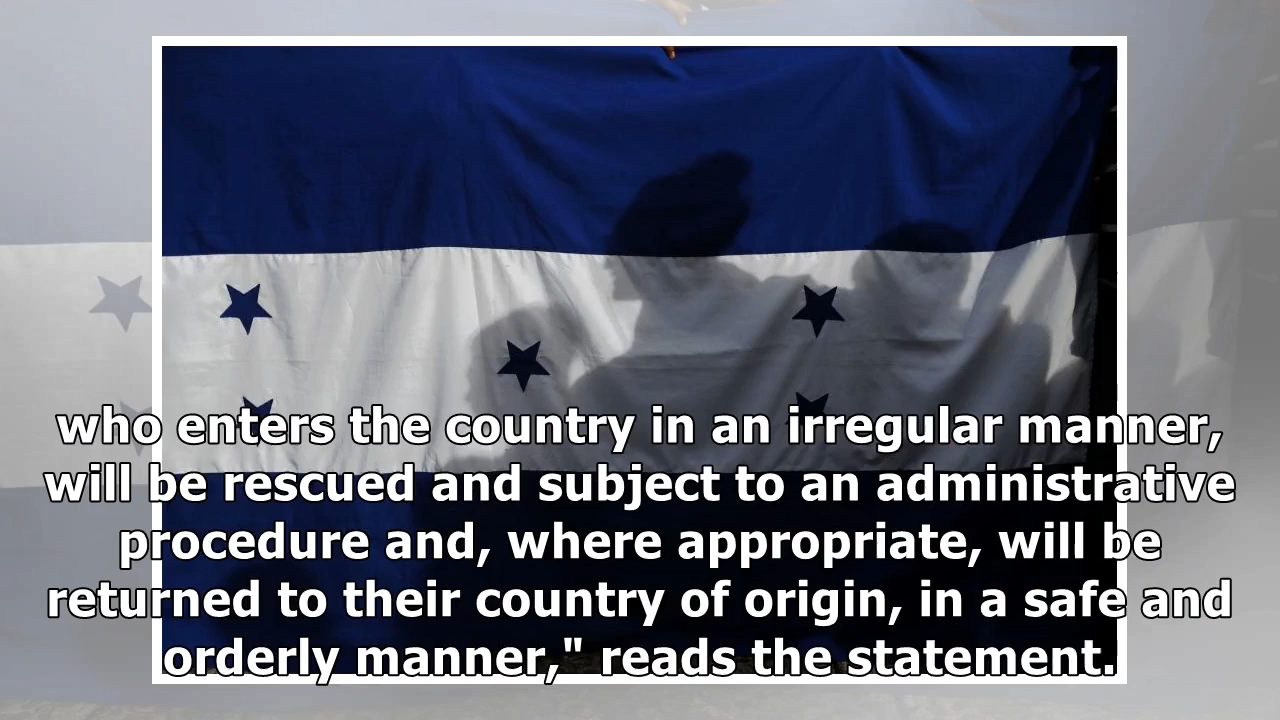 who enters the country in an irregular manner,
will be rescued and subject to an administrative
procedure and, where appropriate, will be
returned to their country of origin, in a safe and
orderly manner," reads the statement.